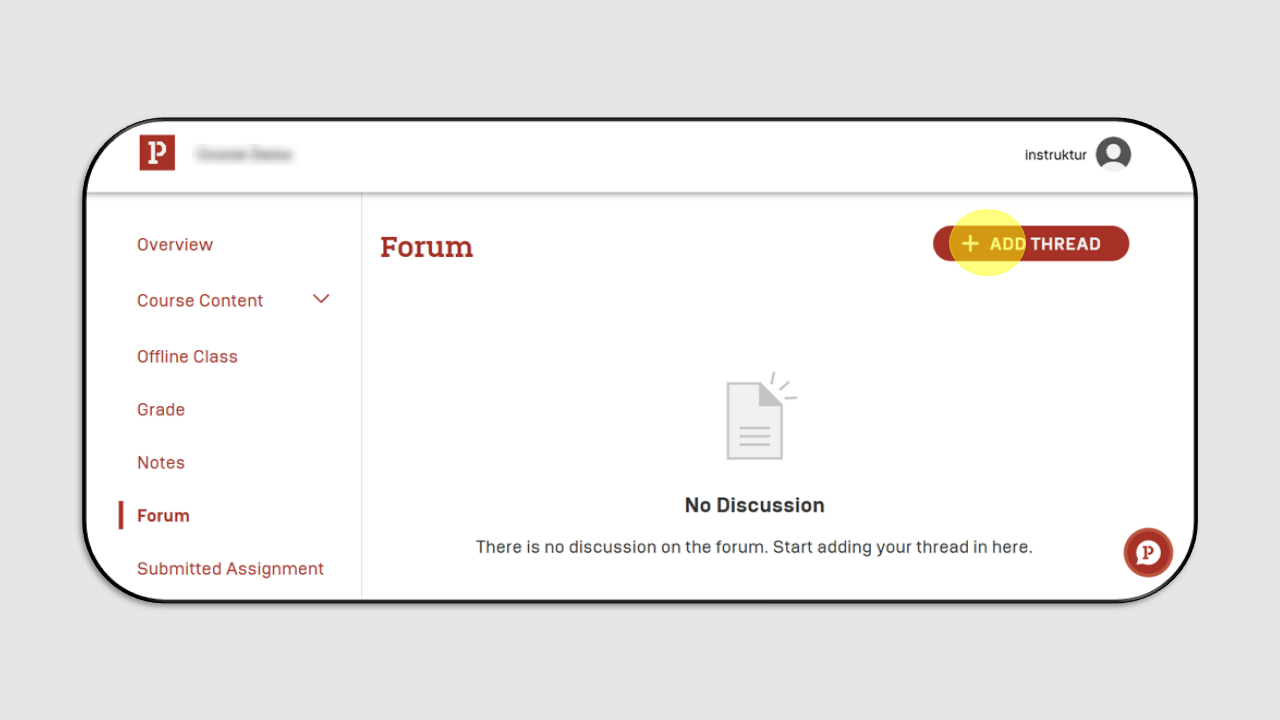 P
instruktur
Overview
Course Content
Offline Class
Grade
Notes
Forum
Submitted Assignment
Forum
+ ADD THREAD
No Discussion
There is no discussion on the forum. Start adding your thread in here.
P